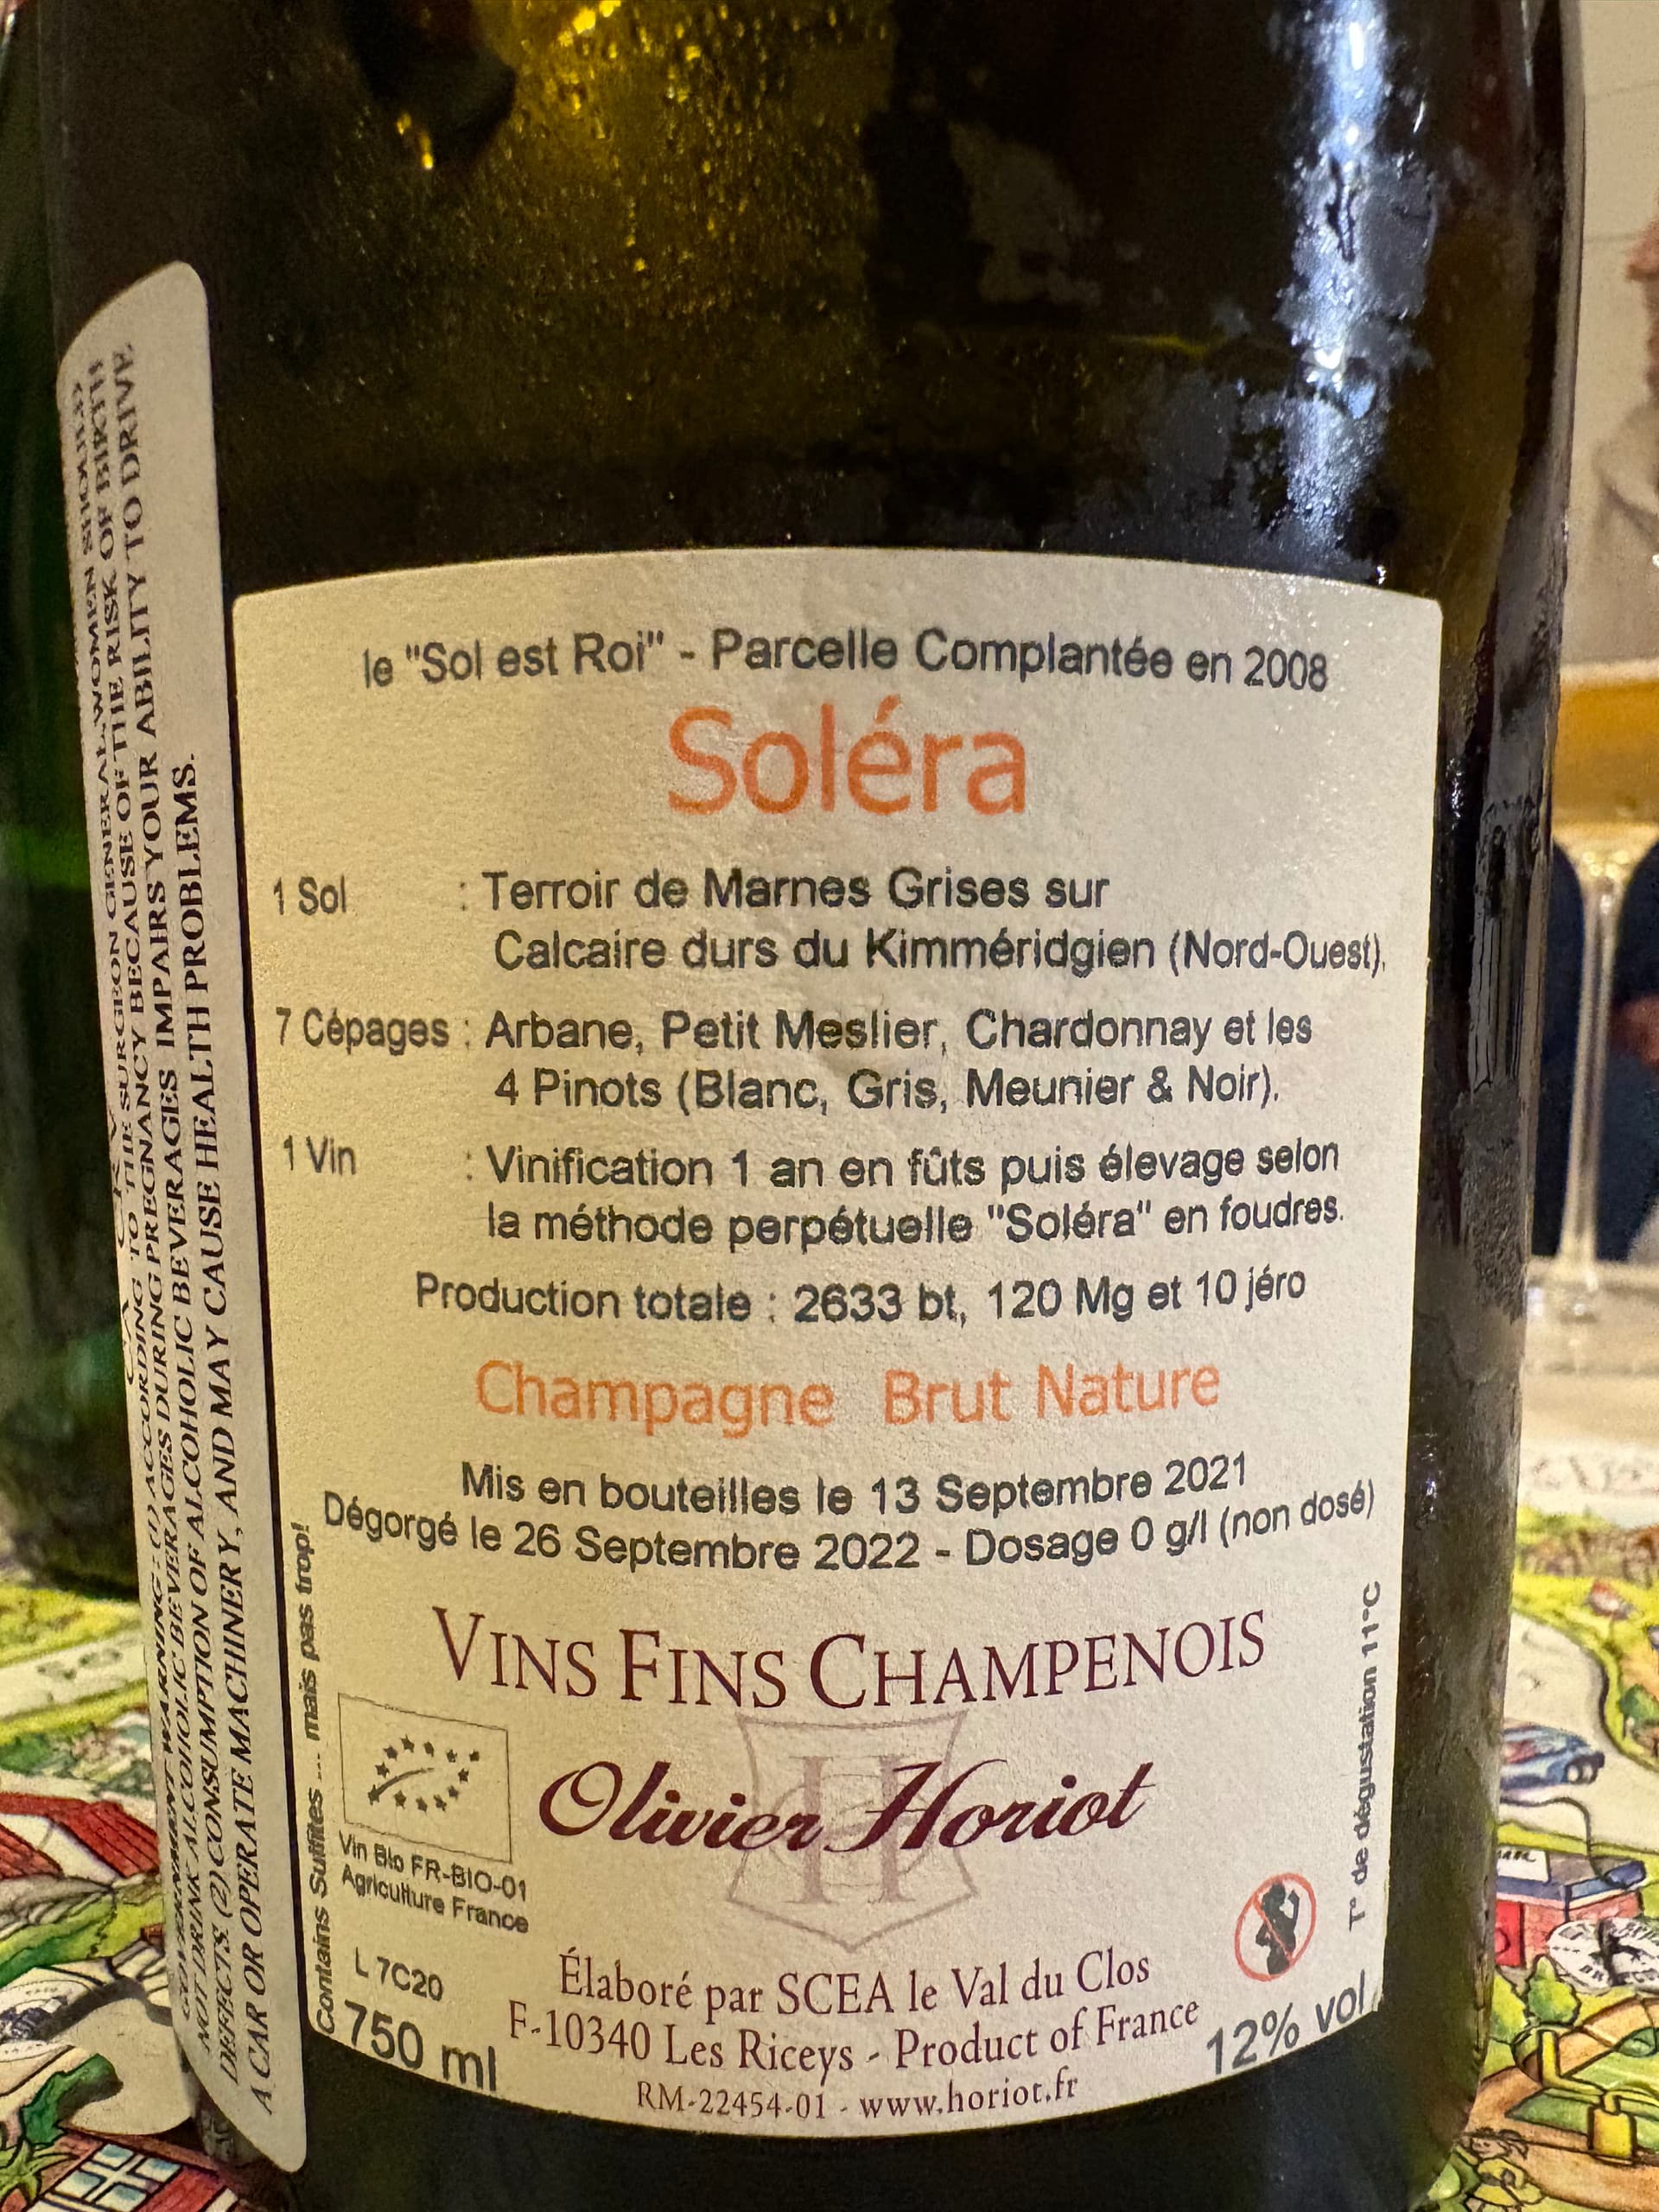 le "Sol est Roi" - Parcelle Complantée en 2008
Soléra
1 Sol : Terroir de Marnes Grises sur
Calcaire durs du Kimméridgien (Nord-Ouest).
7 Cépages : Arbane, Petit Meslier, Chardonnay et les
4 Pinots (Blanc, Gris, Meunier & Noir).
1 Vin : Vinification 1 an en fûts puis élevage selon
la méthode perpétuelle "Soléra" en foudres.
Production totale : 2633 bt, 120 Mg et 10 jéro
Champagne Brut Nature
Mis en bouteilles le 13 Septembre 2021
Dégorgé le 26 Septembre 2022 - Dosage 0 g/l (non dosé)
VINS FINS CHAMPENOIS
H
Olivier Horiot
Vin Bio FR-BIO-01
Agriculture France
L 7C20
750 ml
Élaboré par SCEA le Val du Clos
F-10340 Les Riceys - Product of France
RM-22454-01 - www.horiot.fr
12% vol
Contains Sulfites .... mais pas trop!
T° de dégustation 11°C
GOVERNMENT WARNING: (1) ACCORDING TO THE SURGEON GENERAL, WOMEN SHOULD
NOT DRINK ALCOHOLIC BEVERAGES DURING PREGNANCY BECAUSE OF THE RISK OF BIRTH
DEFECTS. (2) CONSUMPTION OF ALCOHOLIC BEVERAGES IMPAIRS YOUR ABILITY TO DRIVE
A CAR OR OPERATE MACHINERY, AND MAY CAUSE HEALTH PROBLEMS.